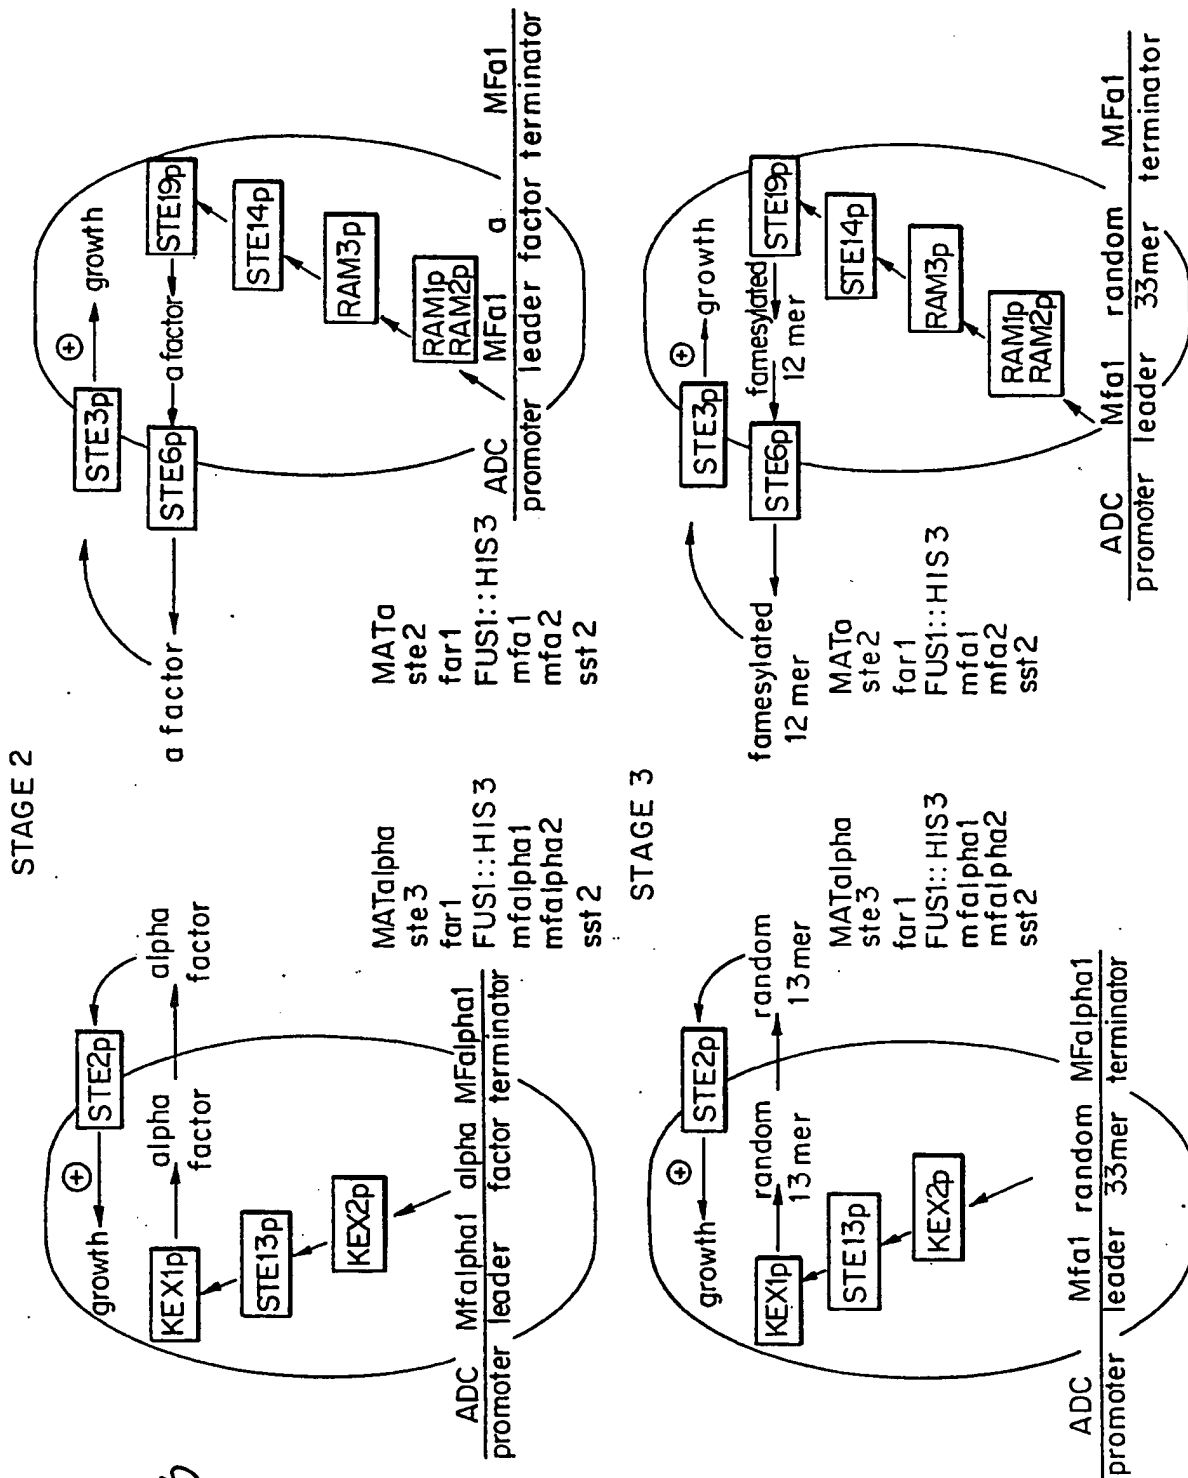 STAGE 2
STE2p
growth
alpha
factor
alpha
factor
KEX1p
STE13p
KEX2p
ADC
promoter
Mfalpha1
leader
alpha
factor
MFalpha1
terminator
MATalpha
ste3
far1
FUS1::HIS3
mfalpha1
mfalpha2
sst2
STE3p
growth
a factor
STE6p
a factor
STE19p
STE14p
RAM3p
RAM1p
RAM2p
ADC
promoter
MFa1
leader
a
factor
MFa1
terminator
MATa
ste2
far1
FUS1::HIS3
mfa1
mfa2
sst2
STAGE 3
STE2p
growth
random
13mer
random
13mer
KEX1p
STE13p
KEX2p
ADC
promoter
Mfa1
leader
random
33mer
MFalpha1
terminator
MATalpha
ste3
far1
FUS1::HIS3
mfalpha1
mfalpha2
sst2
STE3p
growth
famesylated
12 mer
STE6p
famesylated
12 mer
STE19p
STE14p
RAM3p
RAM1p
RAM2p
ADC
promoter
Mfa1
leader
random
33mer
MFa1
terminator
MATa
ste2
far1
FUS1::HIS3
mfa1
mfa2
sst2